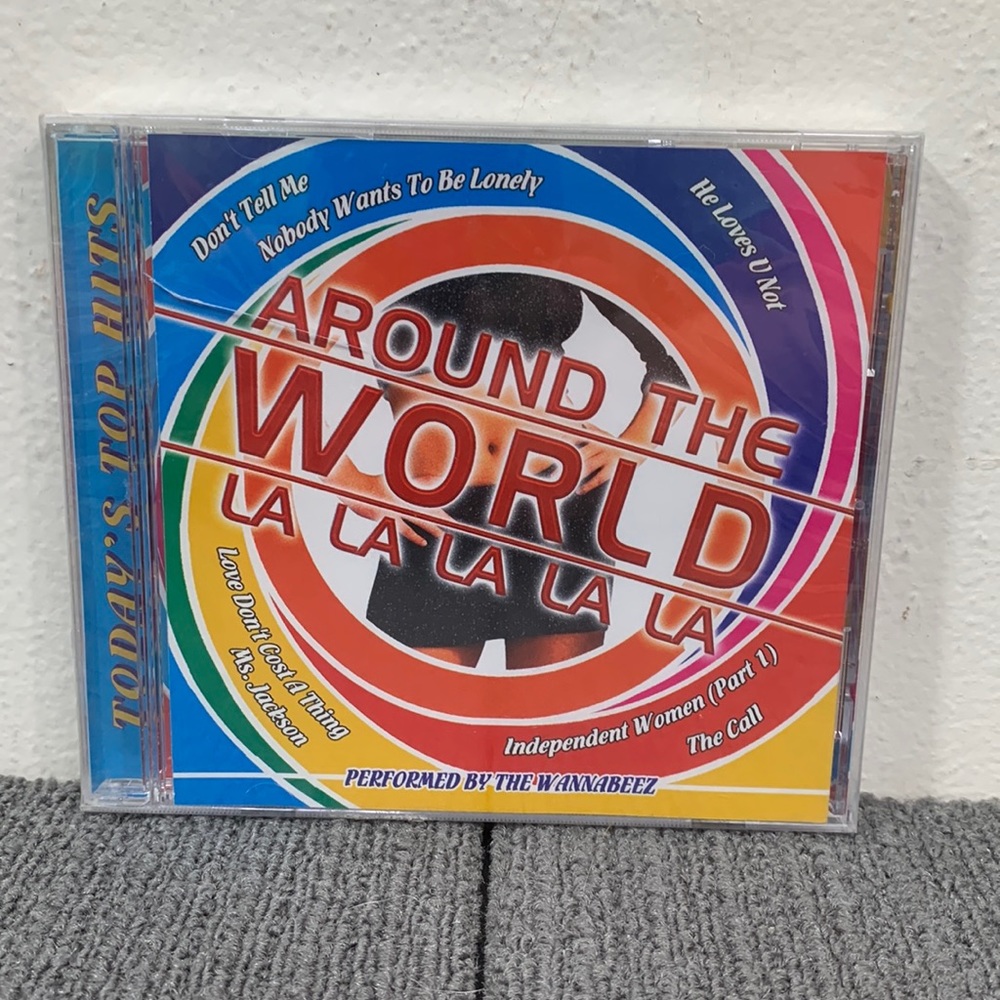 TODAY'S TOP HITS
Don't Tell Me
Nobody Wants To Be Lonely
He Loves U Not
AROUND THE
WORLD
LA LA LA LA LA
Love Don't Cost A Thing
Ms. Jackson
Independent Women (Part 1)
The Call
PERFORMED BY THE WANNABEEZ